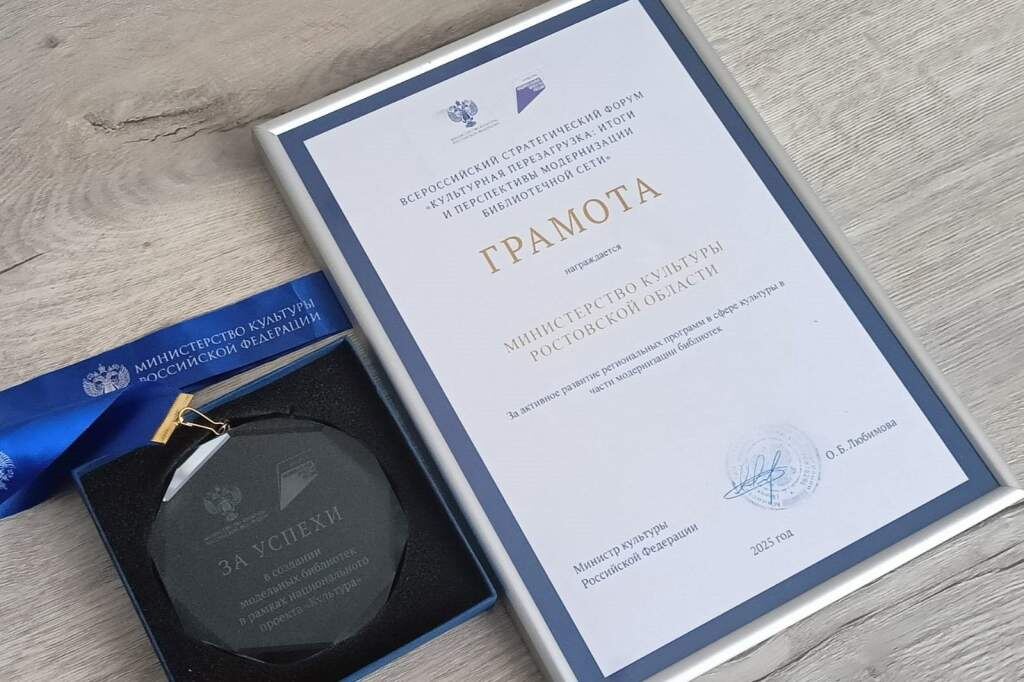 ВСЕРОССИЙСКИЙ СТРАТЕГИЧЕСКИЙ ФОРУМ
«КУЛЬТУРНАЯ ПЕРЕЗАГРУЗКА: ИТОГИ
И ПЕРСПЕКТИВЫ МОДЕРНИЗАЦИИ
БИБЛИОТЕЧНОЙ СЕТИ»
ГРАМОТА
награждается
МИНИСТЕРСТВО КУЛЬТУРЫ
РОСТОВСКОЙ ОБЛАСТИ
За активное развитие региональных программ в сфере культуры в
части модернизации библиотек
О. Б. Любимова
Министр культуры
Российской Федерации
2025 год
МИНИСТЕРСТВО КУЛЬТУРЫ
РОССИЙСКОЙ ФЕДЕРАЦИИ
ЗА УСПЕХИ
в создании
модельных библиотек
в рамках национального
проекта «Культура»